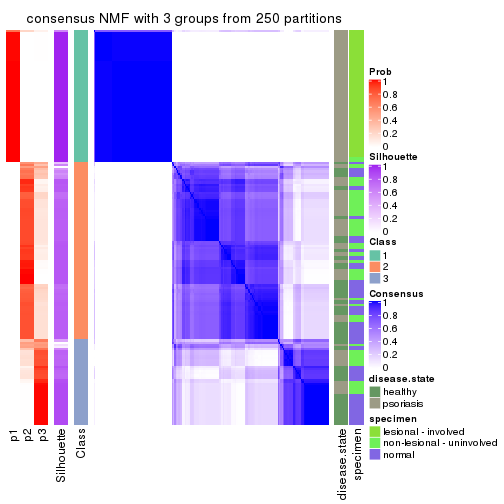 consensus NMF with 3 groups from 250 partitions
Prob
1
0.8
0.6
0.4
0.2
0
Silhouette
1
0.8
0.6
0.4
0.2
0
Class
1
2
3
Consensus
1
0.8
0.6
0.4
0.2
0
disease.state
healthy
psoriasis
specimen
lesional - involved
non-lesional - uninvolved
normal
p1
p2
p3
Silhouette
Class
disease.state
specimen